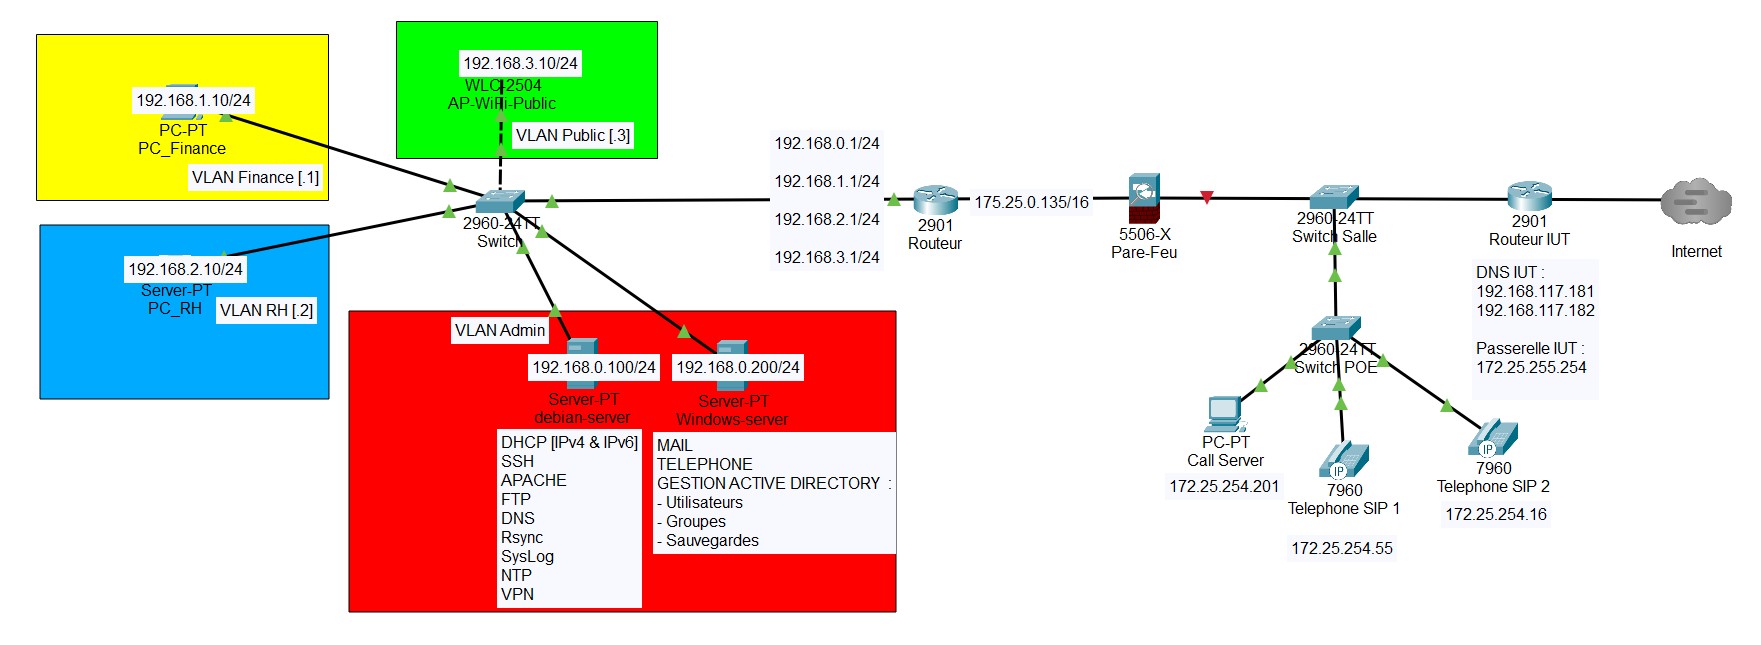 192.168.1.10/24
PC-PT
PC_Finance
VLAN Finance [.1]
192.168.3.10/24
WLC-2504
AP-WiFi-Public
VLAN Public [.3]
192.168.2.10/24
Server-PT
PC_RH
VLAN RH [.2]
2960-24TT
Switch
192.168.0.1/24
192.168.1.1/24
192.168.2.1/24
192.168.3.1/24
2901
Routeur
175.25.0.135/16
5506-X
Pare-Feu
2960-24TT
Switch Salle
2901
Routeur IUT
Internet
DNS IUT :
192.168.117.181
192.168.117.182
Passerelle IUT :
172.25.255.254
VLAN Admin
192.168.0.100/24
Server-PT
debian-server
DHCP [IPv4 & IPv6]
SSH
APACHE
FTP
DNS
Rsync
SysLog
NTP
VPN
192.168.0.200/24
Server-PT
Windows-server
MAIL
TELEPHONE
GESTION ACTIVE DIRECTORY :
- Utilisateurs
- Groupes
- Sauvegardes
2960-24TT
Switch POE
PC-PT
Call Server
172.25.254.201
IP
7960
Telephone SIP 1
172.25.254.55
IP
7960
Telephone SIP 2
172.25.254.16